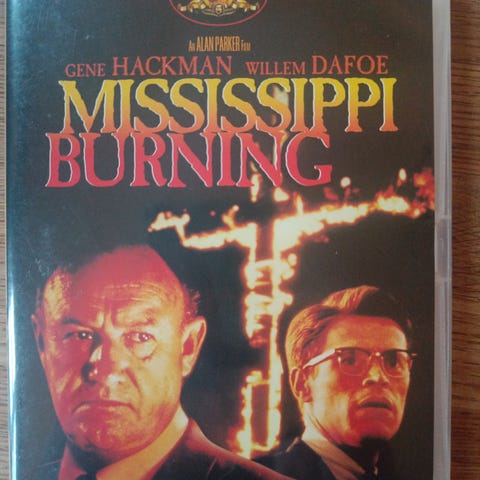 AN ALAN PARKER FILM
GENE HACKMAN WILLEM DAFOE
MISSISSIPPI
BURNING